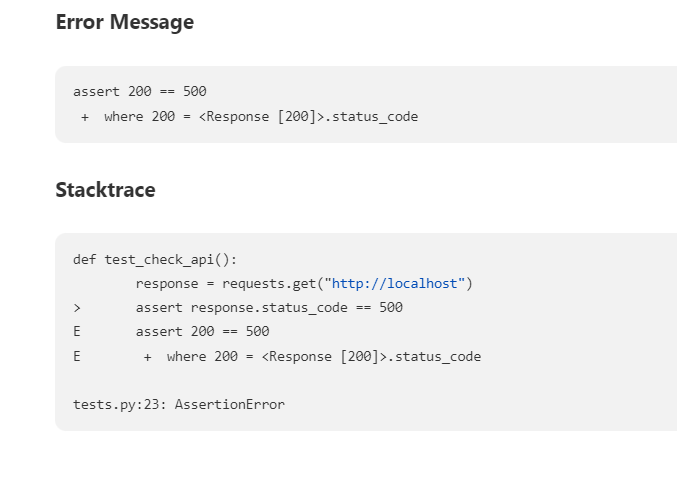 Error Message
assert 200 == 500
+ where 200 = <Response [200]>.status_code
Stacktrace
def test_check_api():
response = requests.get("http://localhost")
> assert response.status_code == 500
E assert 200 == 500
E + where 200 = <Response [200]>.status_code
tests.py:23: AssertionError